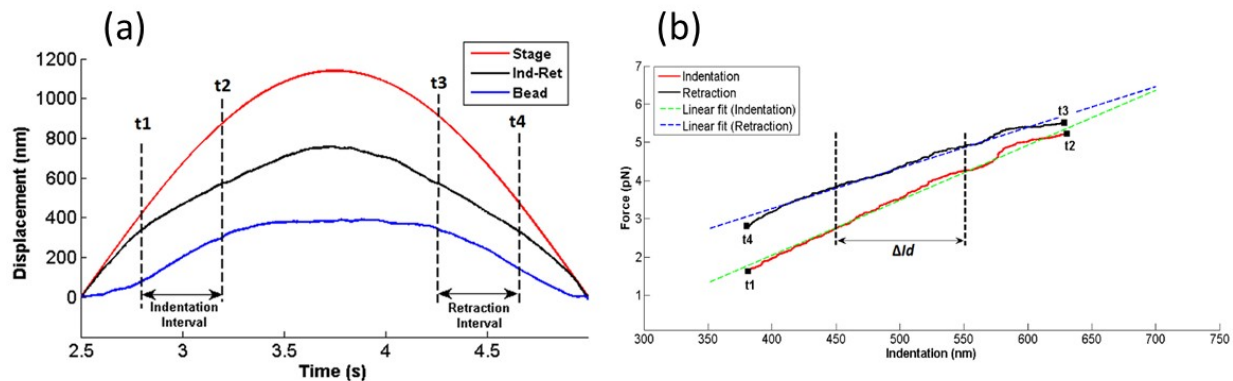 (a)
Displacement (nm)
1200
1000
800
600
400
200
0
Stage
Ind-Ret
Bead
t1
t2
t3
t4
Indentation
Interval
Retraction
Interval
2.5
3
3.5
4
4.5
Time (s)
(b)
Force (pN)
7
6
5
4
3
2
1
Indentation
Retraction
Linear fit (Indentation)
Linear fit (Retraction)
t3
t2
t4
t1
ΔId
300
350
400
450
500
550
600
650
700
750
Indentation (nm)